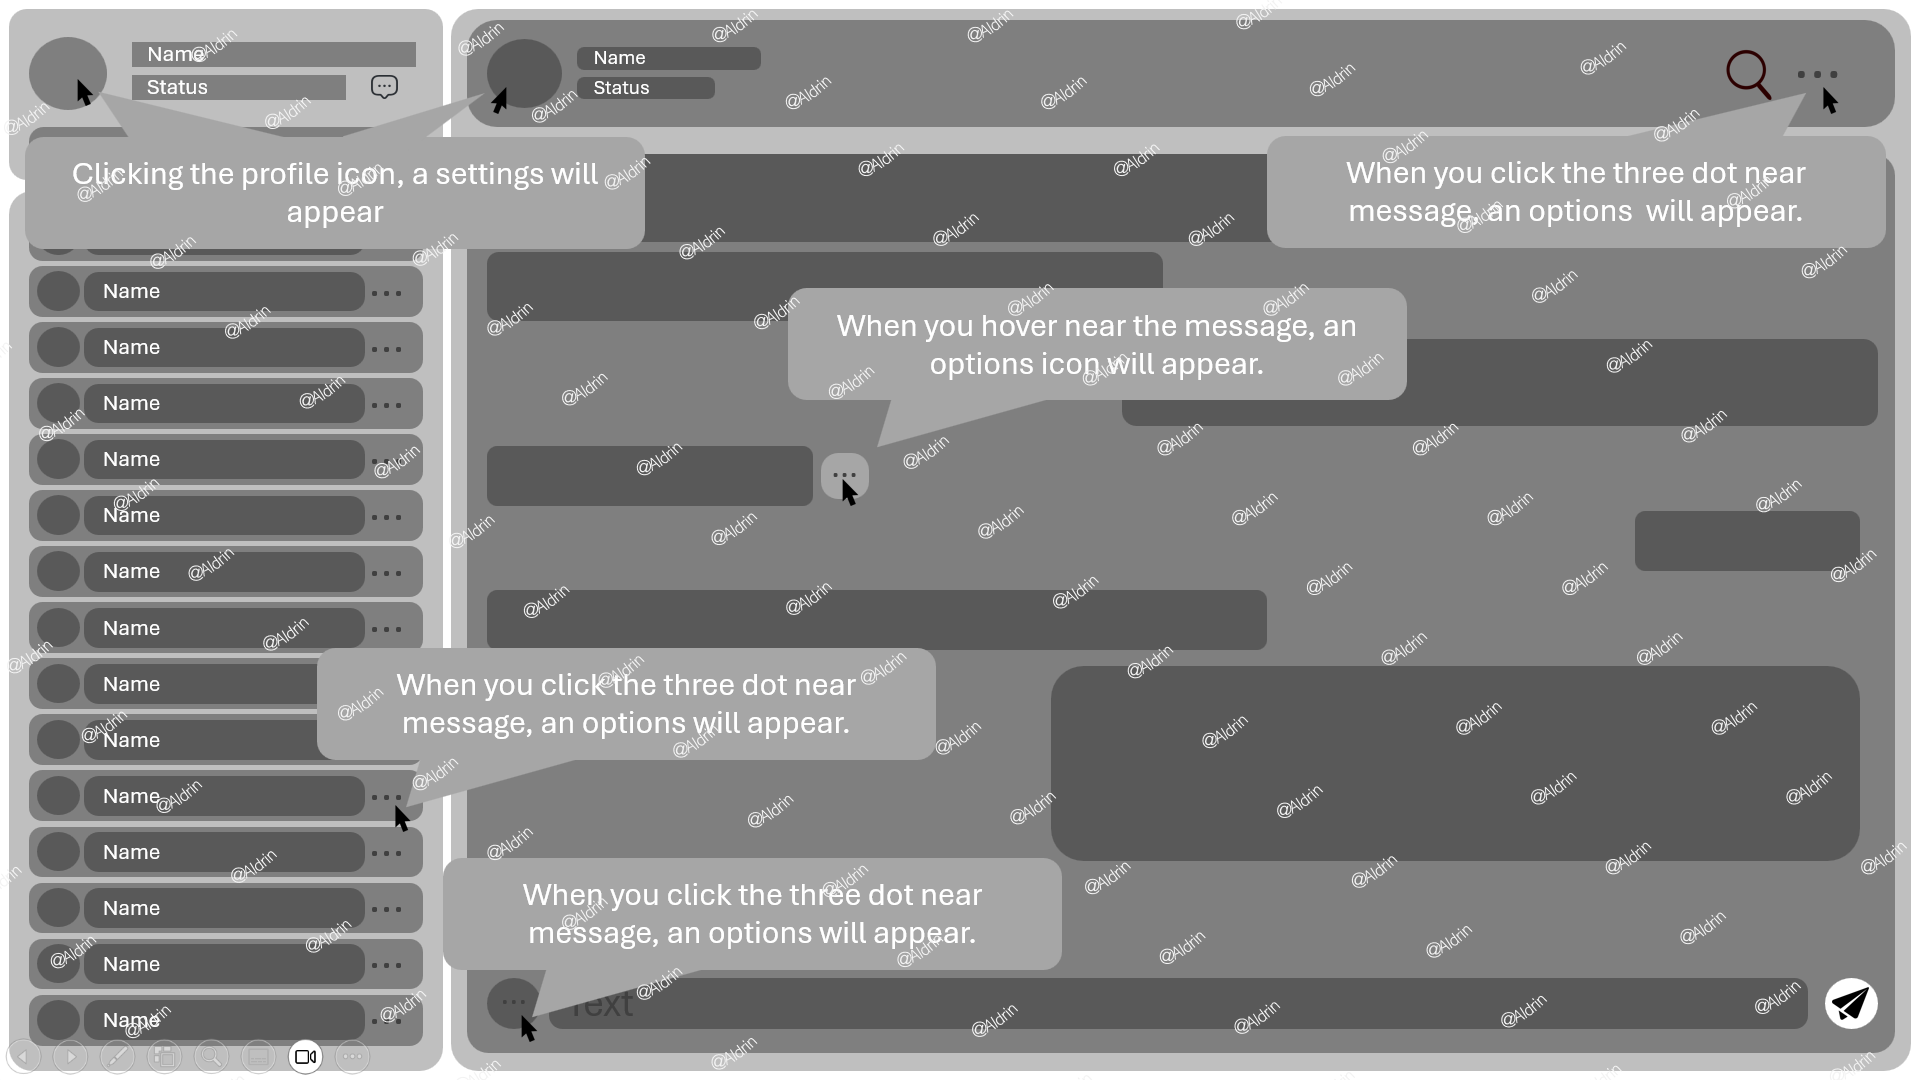 Name
Status
Name
Status
Clicking the profile icon, a settings will
appear
When you click the three dot near
message, an options  will appear.
When you hover near the message, an
options icon will appear.
Name
Name
Name
Name
Name
Name
Name
Name
Name
Name
Name
Name
Name
Name
When you click the three dot near
message, an options will appear.
When you click the three dot near
message, an options will appear.
Text
@Aldrin